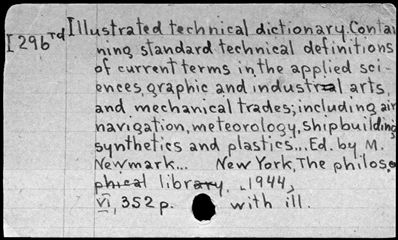 I296 td Illustrated technical dictionary. Contai
ning standard technical definitions
of current terms in the applied sci-
ences, graphic and industral arts,
and mechanical trades; including air
navigation, meteorology, shipbuilding
synthetics and plastics... Ed. by M.
Newmark... New York, The philoso
phical library, [1944]
vi, 352 p. with ill.